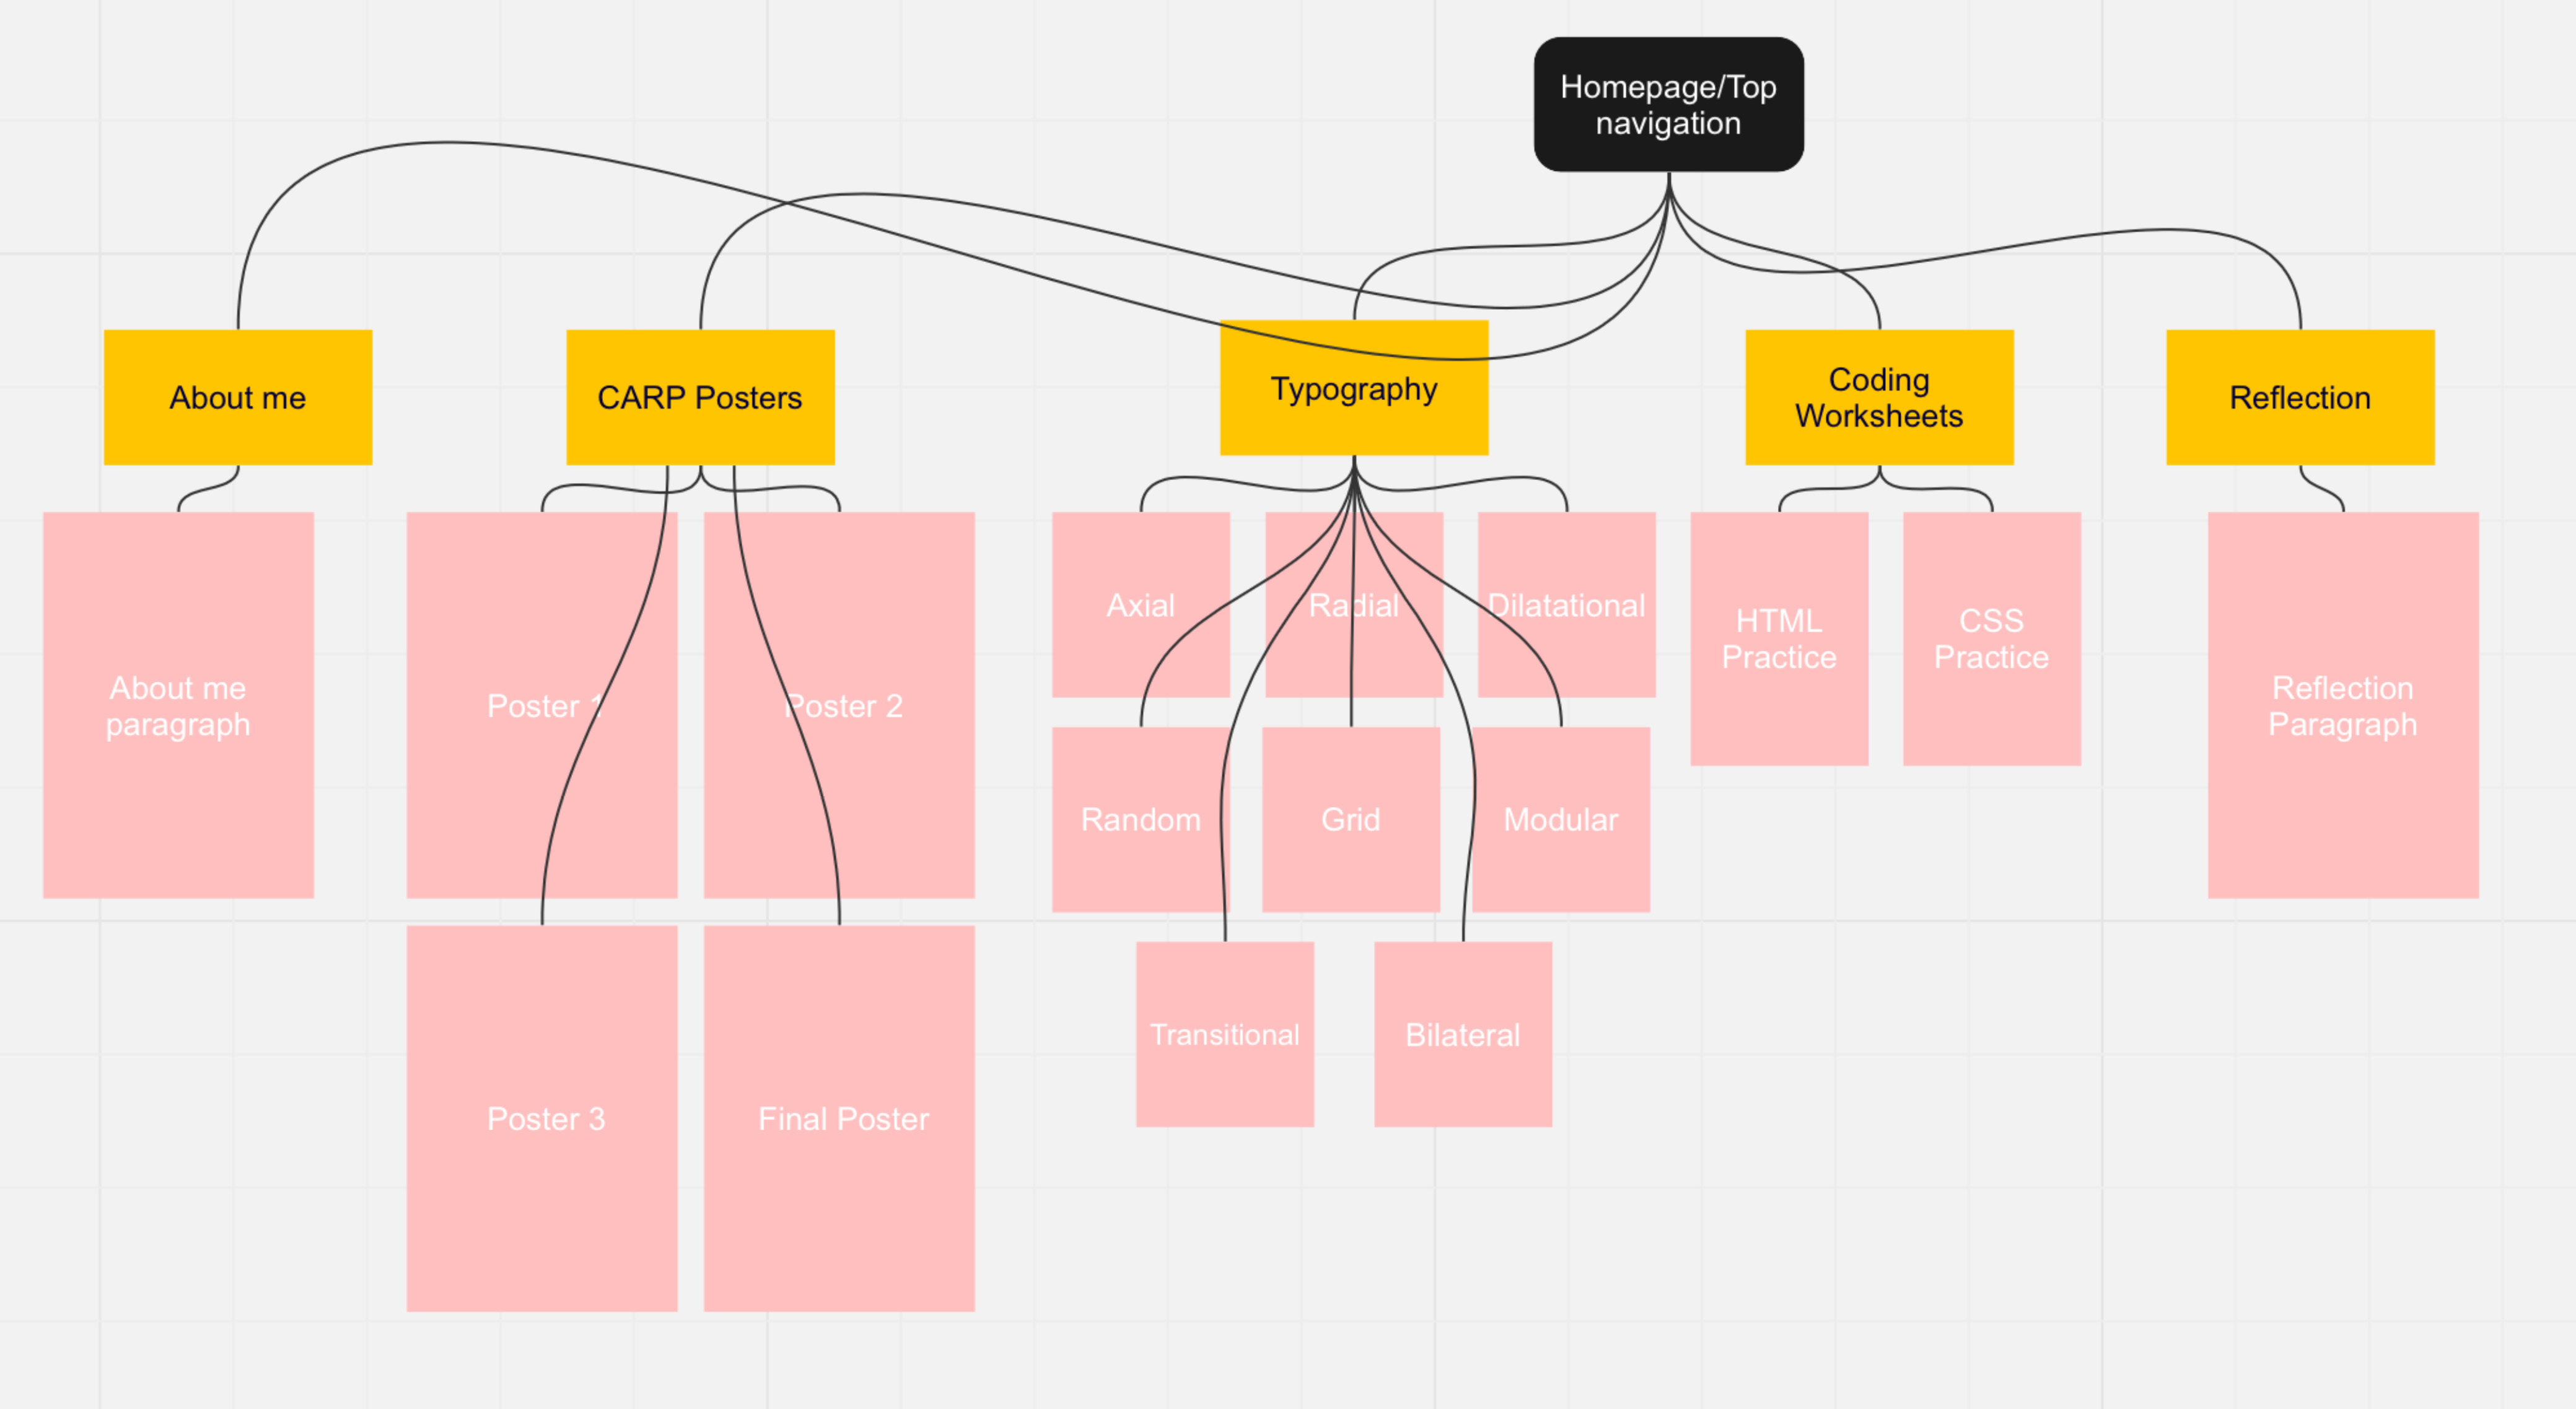 Homepage/Top
navigation
About me
CARP Posters
Typography
Coding
Worksheets
Reflection
About me
paragraph
Poster 1
Poster 2
Poster 3
Final Poster
Axial
Radial
Dilatational
Random
Grid
Modular
Transitional
Bilateral
HTML
Practice
CSS
Practice
Reflection
Paragraph